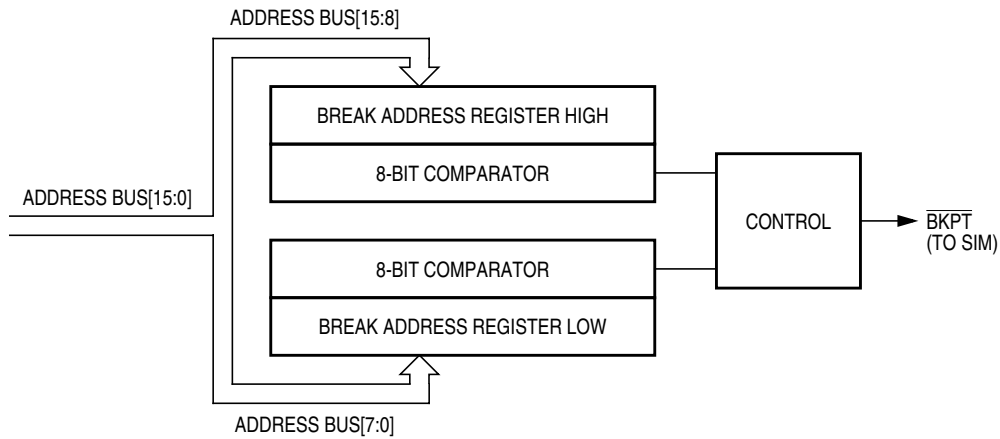 ADDRESS BUS[15:8]
BREAK ADDRESS REGISTER HIGH
8-BIT COMPARATOR
ADDRESS BUS[15:0]
CONTROL
BKPT
(TO SIM)
8-BIT COMPARATOR
BREAK ADDRESS REGISTER LOW
ADDRESS BUS[7:0]